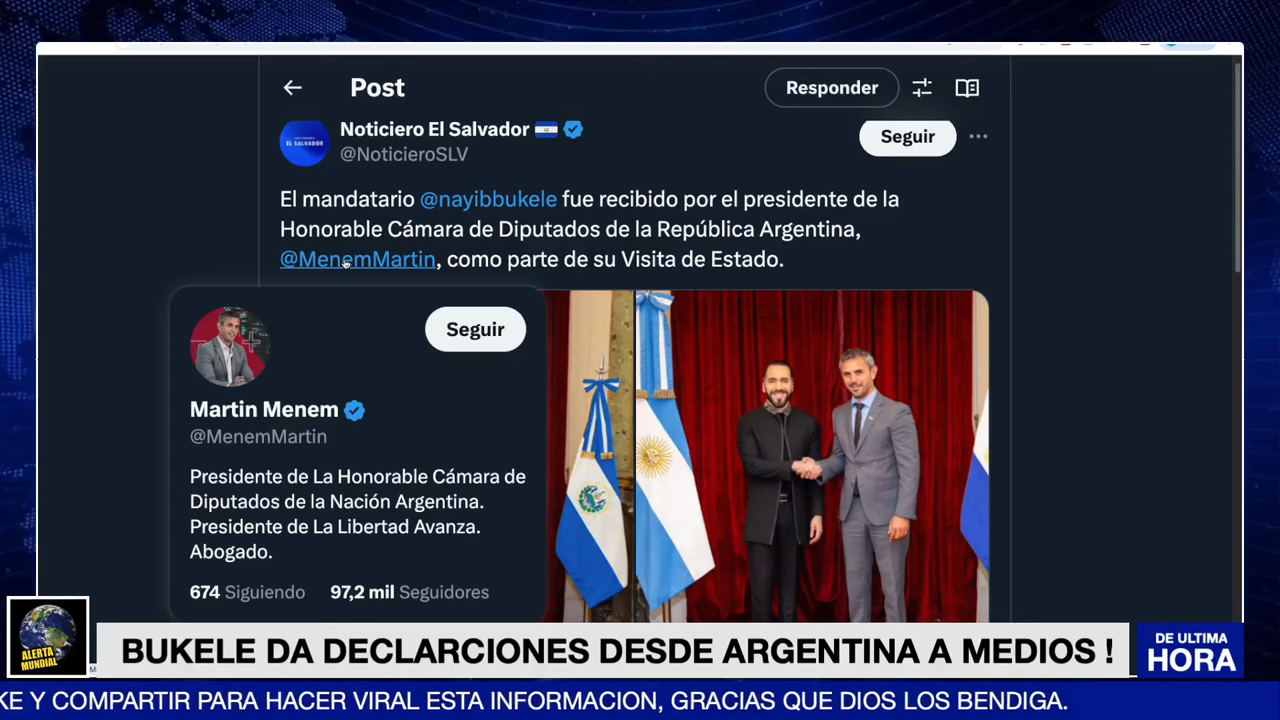 Post
Responder
Noticiero El Salvador
@NoticieroSLV
Seguir
El mandatario @nayibbukele fue recibido por el presidente de la
Honorable Cámara de Diputados de la República Argentina,
@MenemMartin, como parte de su Visita de Estado.
EL SALVADOR
Seguir
Martin Menem
@MenemMartin
Presidente de La Honorable Cámara de
Diputados de la Nación Argentina.
Presidente de La Libertad Avanza.
Abogado.
674 Siguiendo 97,2 mil Seguidores
ALERTA
MUNDIAL
BUKELE DA DECLARCIONES DESDE ARGENTINA A MEDIOS !
DE ULTIMA
HORA
KE Y COMPARTIR PARA HACER VIRAL ESTA INFORMACION, GRACIAS QUE DIOS LOS BENDIGA.